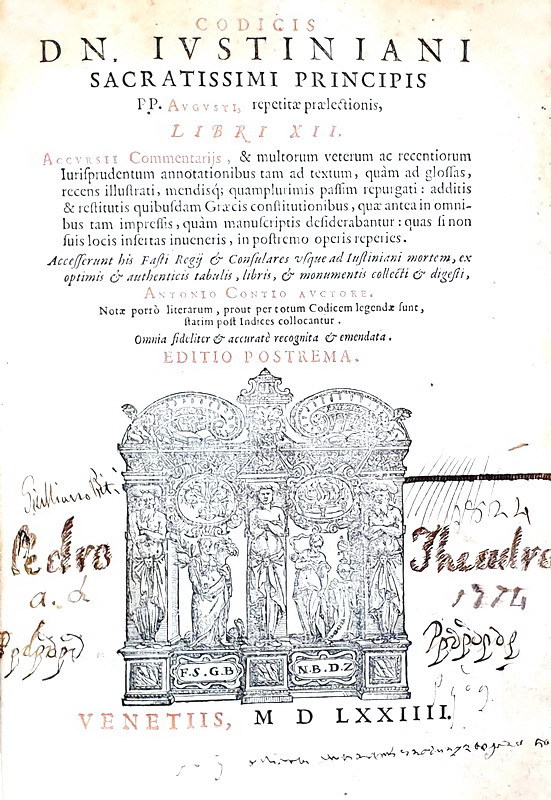 CODICIS
DN. IVSTINIANI
SACRATISSIMI PRINCIPIS
PP. AVGVSTI, repetitæ prælectionis,
LIBRI XII.
ACCVRSII Commentarijs, & multorum veterum ac recentiorum
Iurisprudentum annotationibus tam ad textum, quàm ad glossas,
recens illustrati, mendisq́; quamplurimis passim repurgati: additis
& restitutis quibusdam Græcis constitutionibus, quæ antea in omni-
bus tam impressis, quàm manuscriptis desiderabantur: quas si non
suis locis insertas inueneris, in postremo operis reperies.
Accesserunt his Fasti Regij & Consulares vsque ad Iustiniani mortem, ex
optimis & authenticis tabulis, libris, & monumentis collecti & digesti,
ANTONIO CONTIO AVCTORE.
Notæ porrò literarum, prout per totum Codicem legendæ sunt,
statim post Indices collocantur.
Omnia fideliter & accuratè recognita & emendata.
EDITIO POSTREMA.
Pedro
a. d
F.S.G.B
N.B.D.Z
VENETIIS, M D LXXIIII.